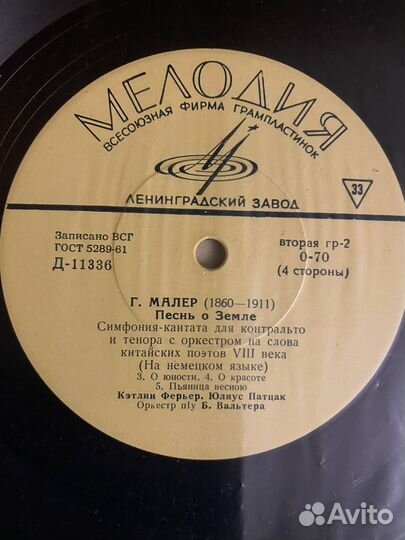 МЕЛОДИЯ
ВСЕСОЮЗНАЯ ФИРМА ГРАМПЛАСТИНОК
ЛЕНИНГРАДСКИЙ ЗАВОД
33
Записано ВСГ
ГОСТ 5289-61
Д-11336
вторая гр-2
0-70
(4 стороны)
Г. МАЛЕР (1860—1911)
Песнь о Земле
Симфония-кантата для контральто
и тенора с оркестром на слова
китайских поэтов VIII века
(На немецком языке)
3. О юности. 4. О красоте
5. Пьяница весною
Кэтлин Ферьер. Юлиус Патцак
Оркестр п/у Б. Вальтера
Avito